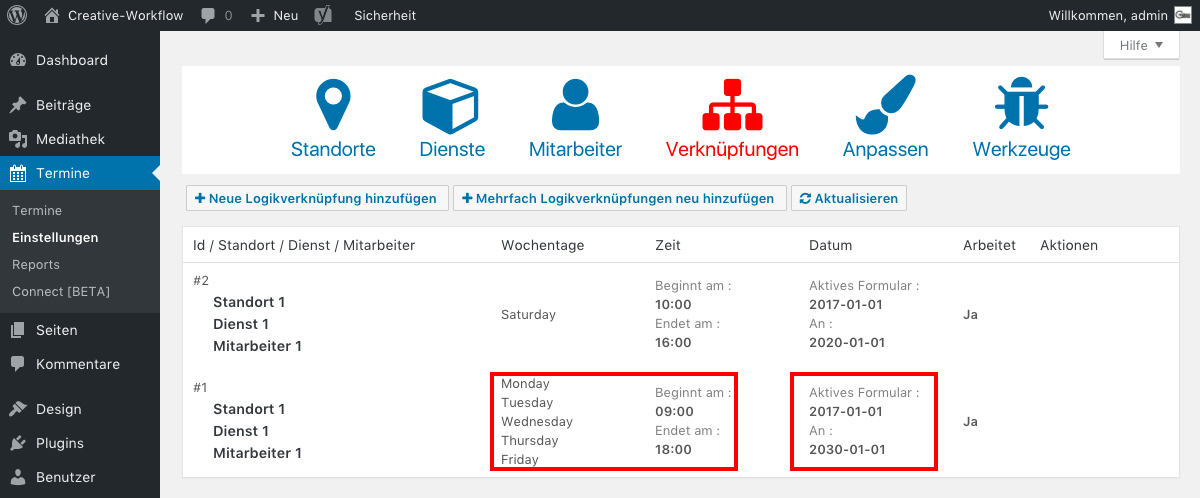 Creative-Workflow 0 Neu Sicherheit Willkommen, admin
Hilfe
Dashboard
Beiträge
Mediathek
Termine
Termine
Einstellungen
Reports
Connect [BETA]
Seiten
Kommentare
Design
Plugins
Benutzer
Standorte Dienste Mitarbeiter Verknüpfungen Anpassen Werkzeuge
Neue Logikverknüpfung hinzufügen Mehrfach Logikverknüpfungen neu hinzufügen Aktualisieren
Id / Standort / Dienst / Mitarbeiter Wochentage Zeit Datum Arbeitet Aktionen
#2
Standort 1
Dienst 1
Mitarbeiter 1
Saturday
Beginnt am :
10:00
Endet am :
16:00
Aktives Formular :
2017-01-01
An :
2020-01-01
Ja
#1
Standort 1
Dienst 1
Mitarbeiter 1
Monday
Tuesday
Wednesday
Thursday
Friday
Beginnt am :
09:00
Endet am :
18:00
Aktives Formular :
2017-01-01
An :
2030-01-01
Ja